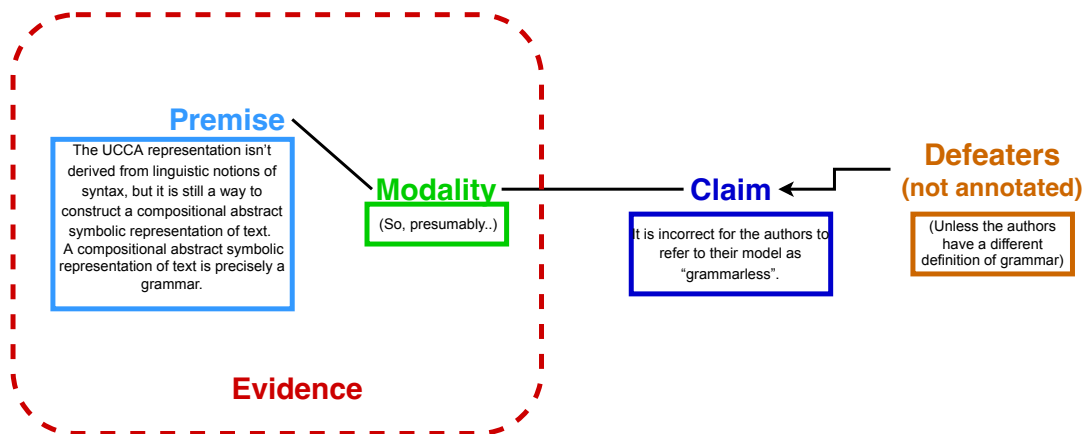 Premise
The UCCA representation isn't
derived from linguistic notions of
syntax, but it is still a way to
construct a compositional abstract
symbolic representation of text.
A compositional abstract symbolic
representation of text is precisely a
grammar.
Modality
(So, presumably..)
Evidence
Claim
It is incorrect for the authors to
refer to their model as
“grammarless”.
Defeaters
(not annotated)
(Unless the authors
have a different
definition of grammar)